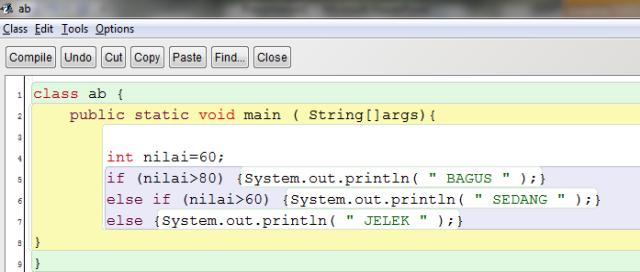 ab
Class Edit Tools Options
Compile Undo Cut Copy Paste Find... Close
1 class ab {
2 public static void main ( String[]args){
3
4 int nilai=60;
5 if (nilai>80) {System.out.println( " BAGUS " );}
6 else if (nilai>60) {System.out.println( " SEDANG " );}
7 else {System.out.println( " JELEK " );}
8 }
9 }